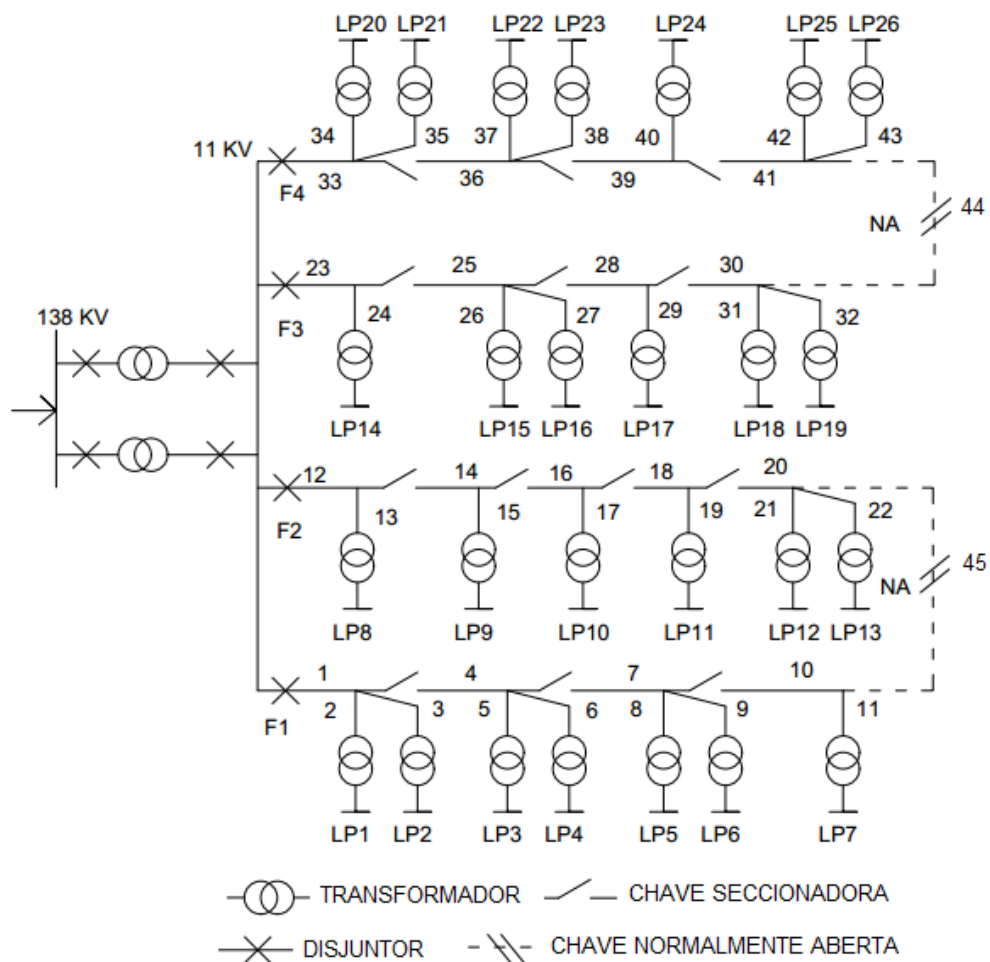 LP20 LP21 LP22 LP23 LP24 LP25 LP26
34 35 37 38 40 42 43
11 KV
33 36 39 41
F4
NA 44
23 25 28 30
F3 24 26 27 29 31 32
138 KV
LP14 LP15 LP16 LP17 LP18 LP19
12 14 16 18 20
F2 13 15 17 19 21 22
NA 45
LP8 LP9 LP10 LP11 LP12 LP13
1 4 7 10
F1 2 3 5 6 8 9 11
LP1 LP2 LP3 LP4 LP5 LP6 LP7
TRANSFORMADOR CHAVE SECCIONADORA
DISJUNTOR CHAVE NORMALMENTE ABERTA